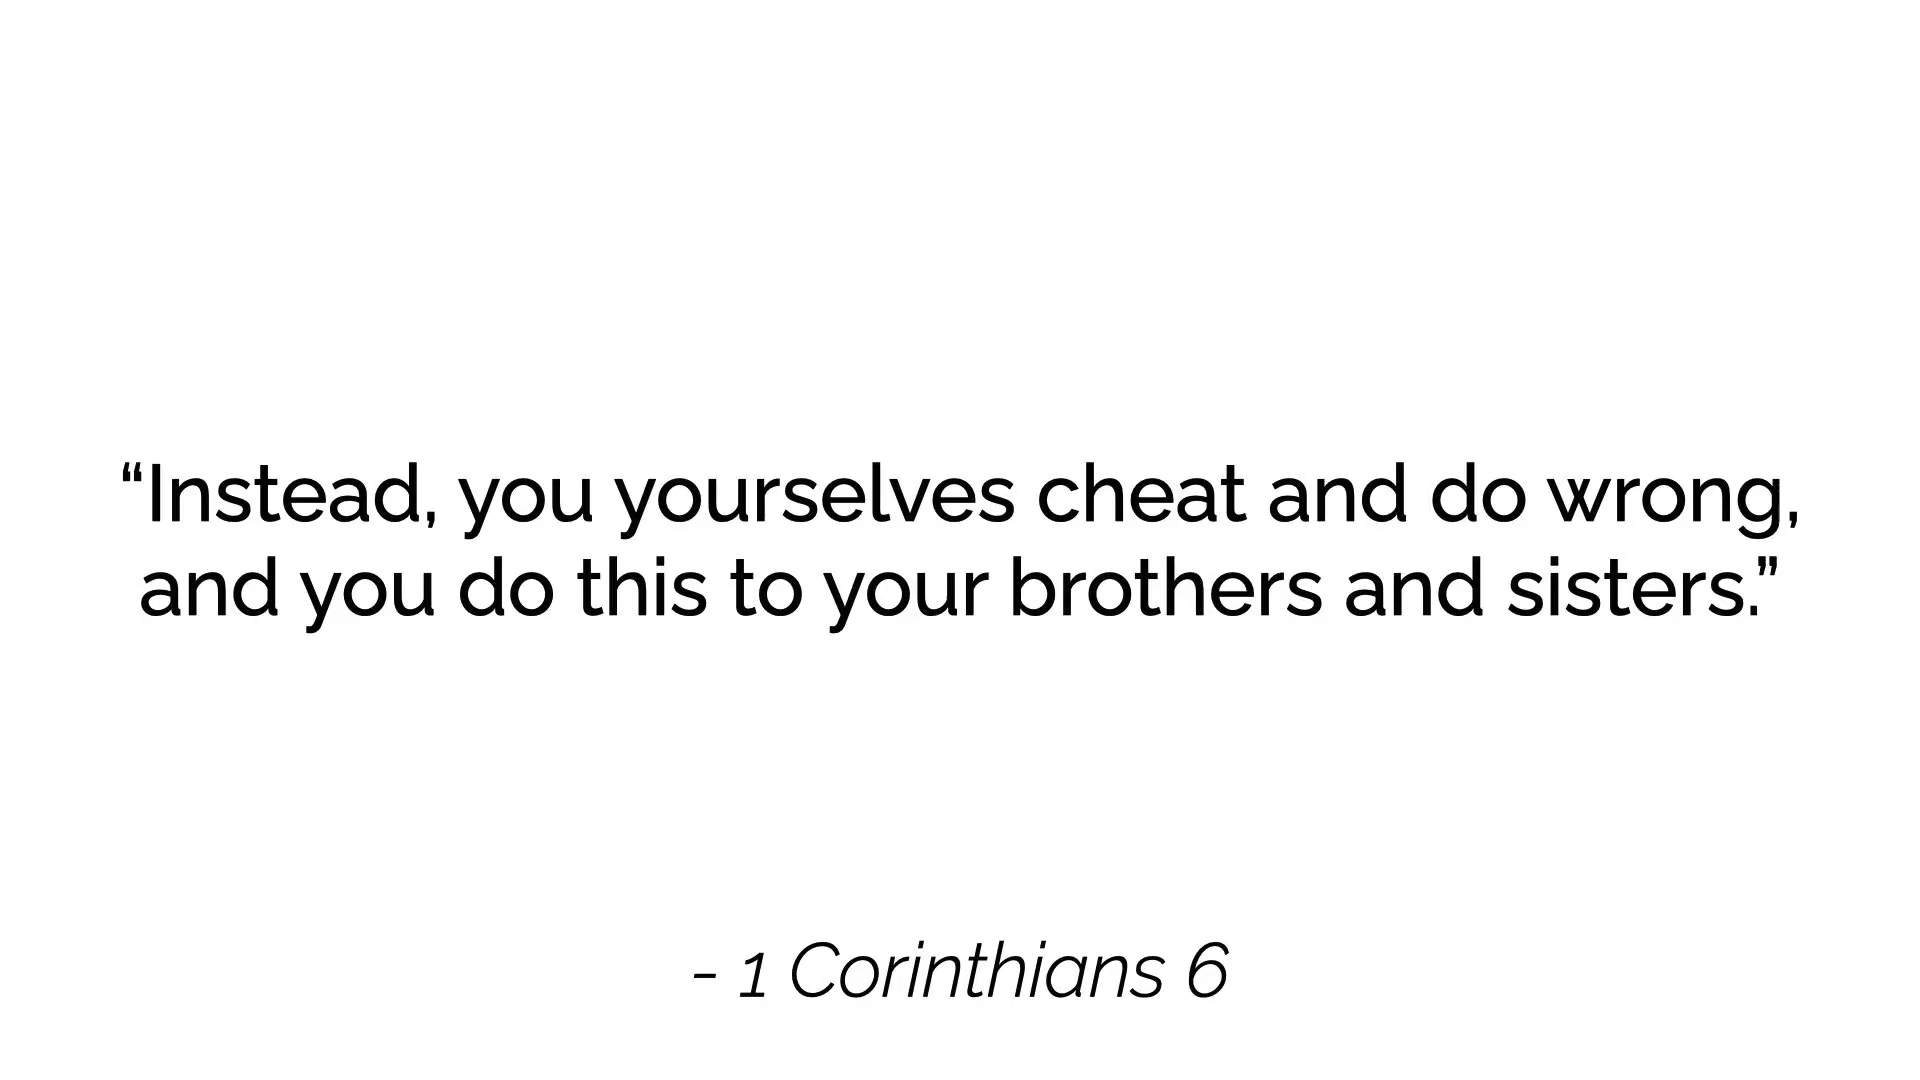 “Instead, you yourselves cheat and do wrong,
and you do this to your brothers and sisters.”
- 1 Corinthians 6